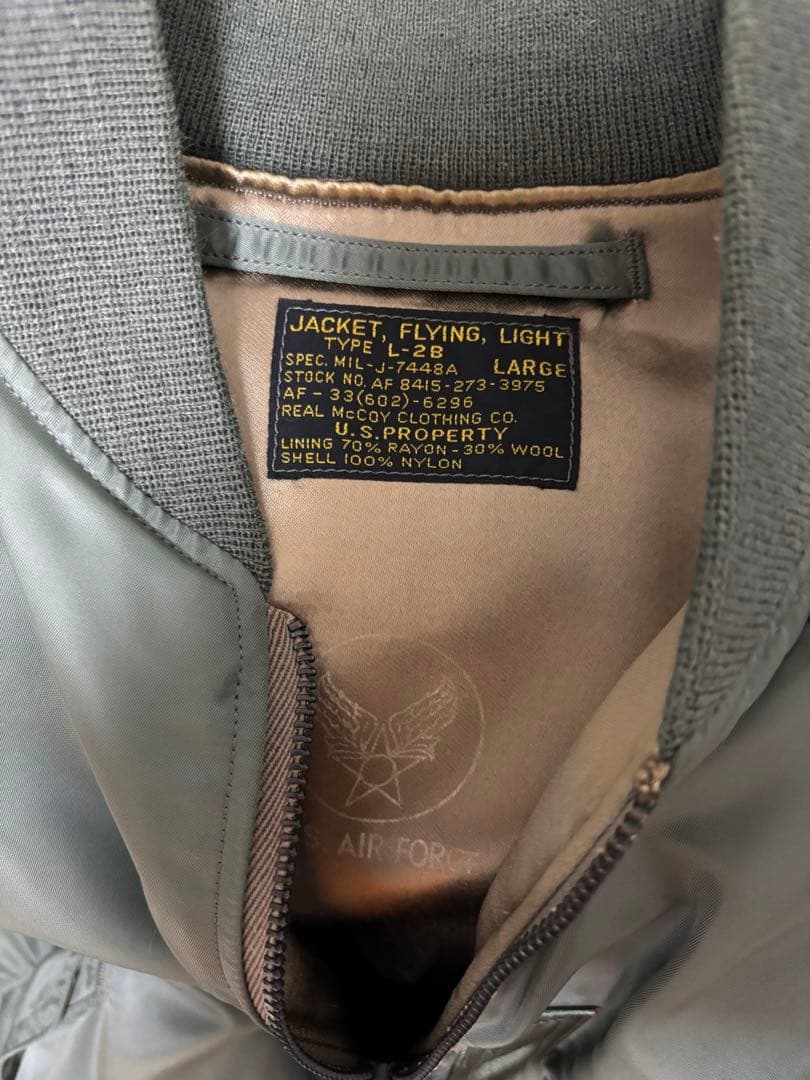 JACKET, FLYING, LIGHT
TYPE L-2B
SPEC. MIL-J-7448A LARGE
STOCK NO. AF 8415-273-3975
AF-33(602)-6296
REAL McCOY CLOTHING CO.
U.S.PROPERTY
LINING 70% RAYON-30% WOOL
SHELL 100% NYLON
S. AIR FORC